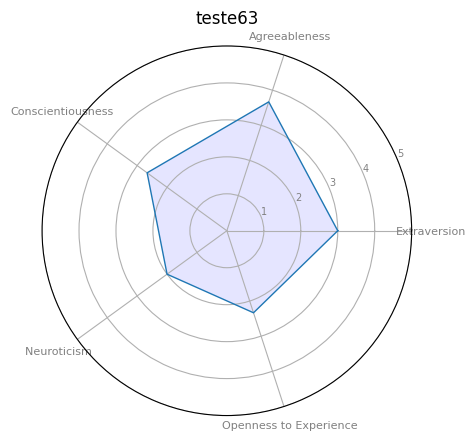 teste63
Agreeableness
Conscientiousness
5
4
3
2
1
Extraversion
Neuroticism
Openness to Experience